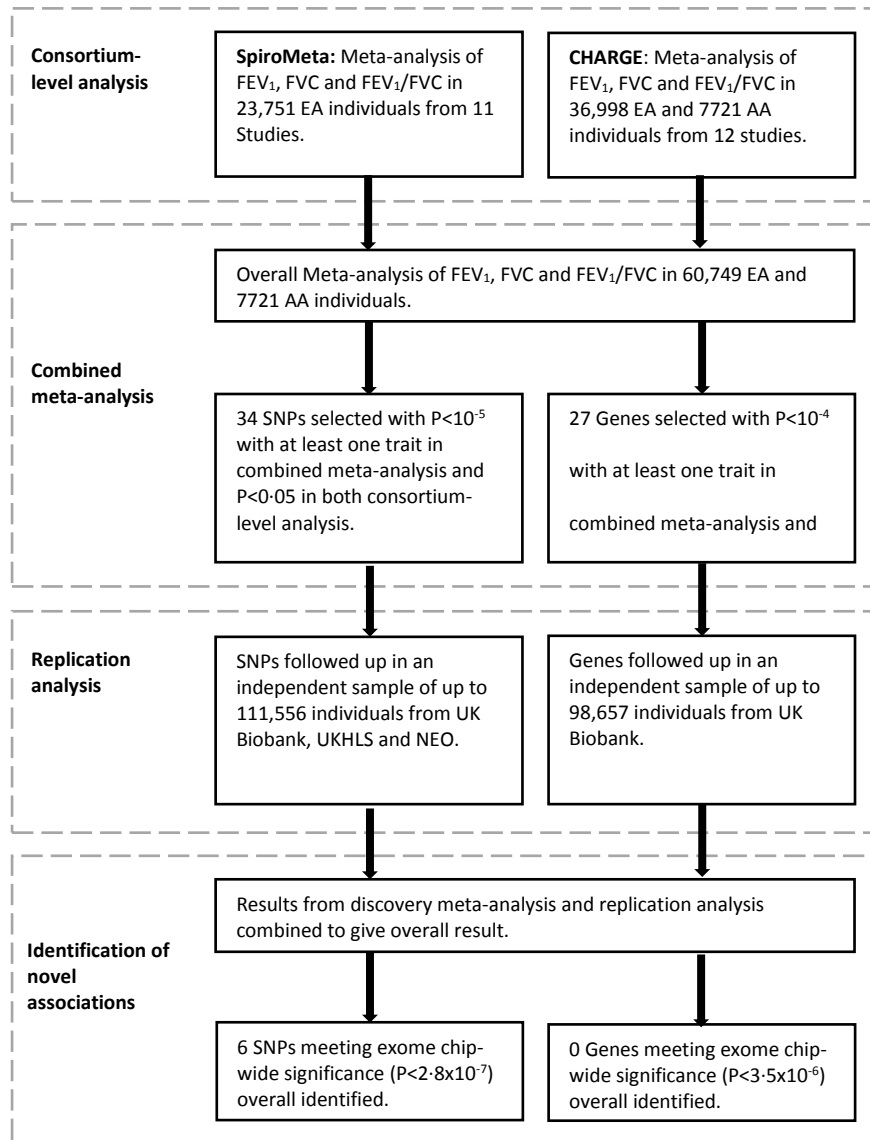 Consortium-
level analysis
SpiroMeta: Meta-analysis of
FEV₁, FVC and FEV₁/FVC in
23,751 EA individuals from 11
Studies.
CHARGE: Meta-analysis of
FEV₁, FVC and FEV₁/FVC in
36,998 EA and 7721 AA
individuals from 12 studies.
Combined
meta-analysis
Overall Meta-analysis of FEV₁, FVC and FEV₁/FVC in 60,749 EA and
7721 AA individuals.
34 SNPs selected with P<10⁻⁵
with at least one trait in
combined meta-analysis and
P<0·05 in both consortium-
level analysis.
27 Genes selected with P<10⁻⁴
with at least one trait in
combined meta-analysis and
Replication
analysis
SNPs followed up in an
independent sample of up to
111,556 individuals from UK
Biobank, UKHLS and NEO.
Genes followed up in an
independent sample of up to
98,657 individuals from UK
Biobank.
Identification of
novel
associations
Results from discovery meta-analysis and replication analysis
combined to give overall result.
6 SNPs meeting exome chip-
wide significance (P<2·8x10⁻⁷)
overall identified.
0 Genes meeting exome chip-
wide significance (P<3·5x10⁻⁶)
overall identified.